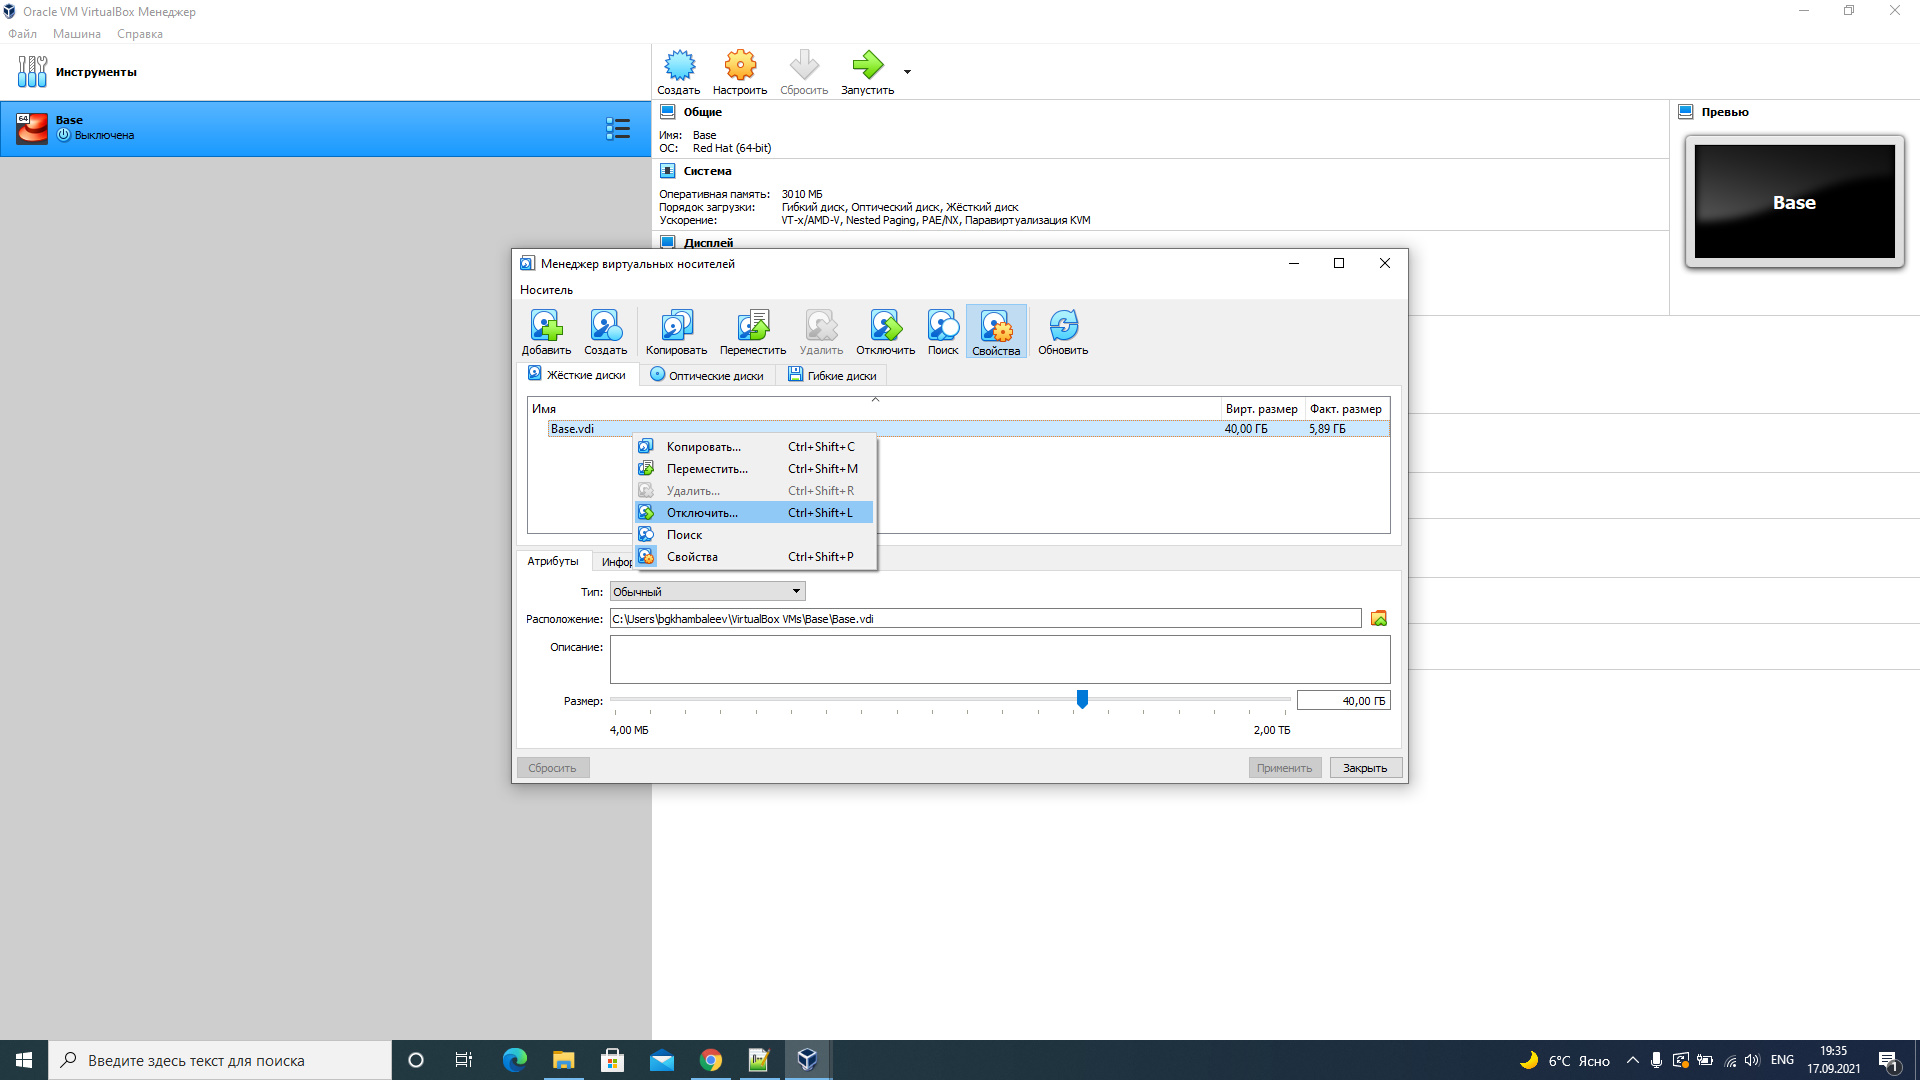 Oracle VM VirtualBox Менеджер
Файл Машина Справка
Инструменты
64
Base
Выключена
Создать Настроить Сбросить Запустить
Общие
Имя: Base
ОС: Red Hat (64-bit)
Система
Оперативная память: 3010 МБ
Порядок загрузки: Гибкий диск, Оптический диск, Жёсткий диск
Ускорение: VT-x/AMD-V, Nested Paging, PAE/NX, Паравиртуализация KVM
Дисплей
Превью
Base
Менеджер виртуальных носителей
Носитель
Добавить Создать Копировать Переместить Удалить Отключить Поиск Свойства Обновить
Жёсткие диски Оптические диски Гибкие диски
Имя Вирт. размер Факт. размер
Base.vdi 40,00 ГБ 5,89 ГБ
Копировать... Ctrl+Shift+C
Переместить... Ctrl+Shift+M
Удалить... Ctrl+Shift+R
Отключить... Ctrl+Shift+L
Поиск
Свойства Ctrl+Shift+P
Атрибуты Инфор
Тип: Обычный
Расположение: C:\Users\bgkhambaleev\VirtualBox VMs\Base\Base.vdi
Описание:
Размер: 40,00 ГБ
4,00 МБ 2,00 ТБ
Сбросить Применить Закрыть
Введите здесь текст для поиска
6°C Ясно
ENG
19:35
17.09.2021
1